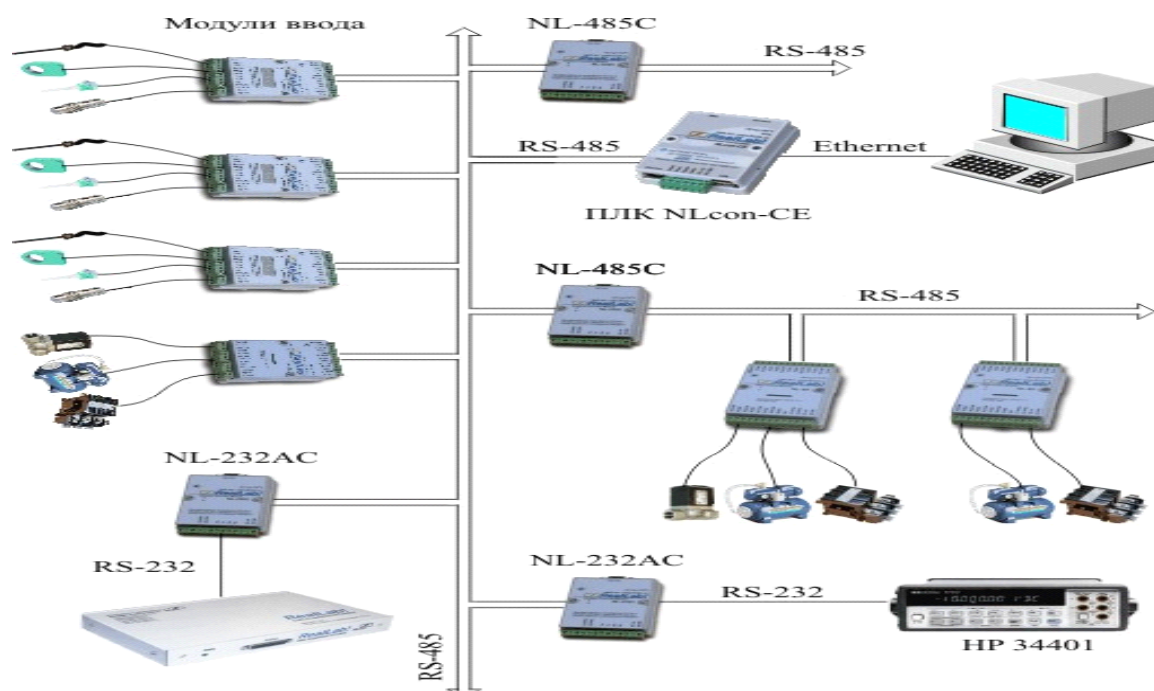 Модули ввода
NL-485C
RS-485
RS-485
Ethernet
ПЛК NLcon-CE
NL-485C
RS-485
NL-232AC
RS-232
NL-232AC
RS-232
HP 34401
RS-485